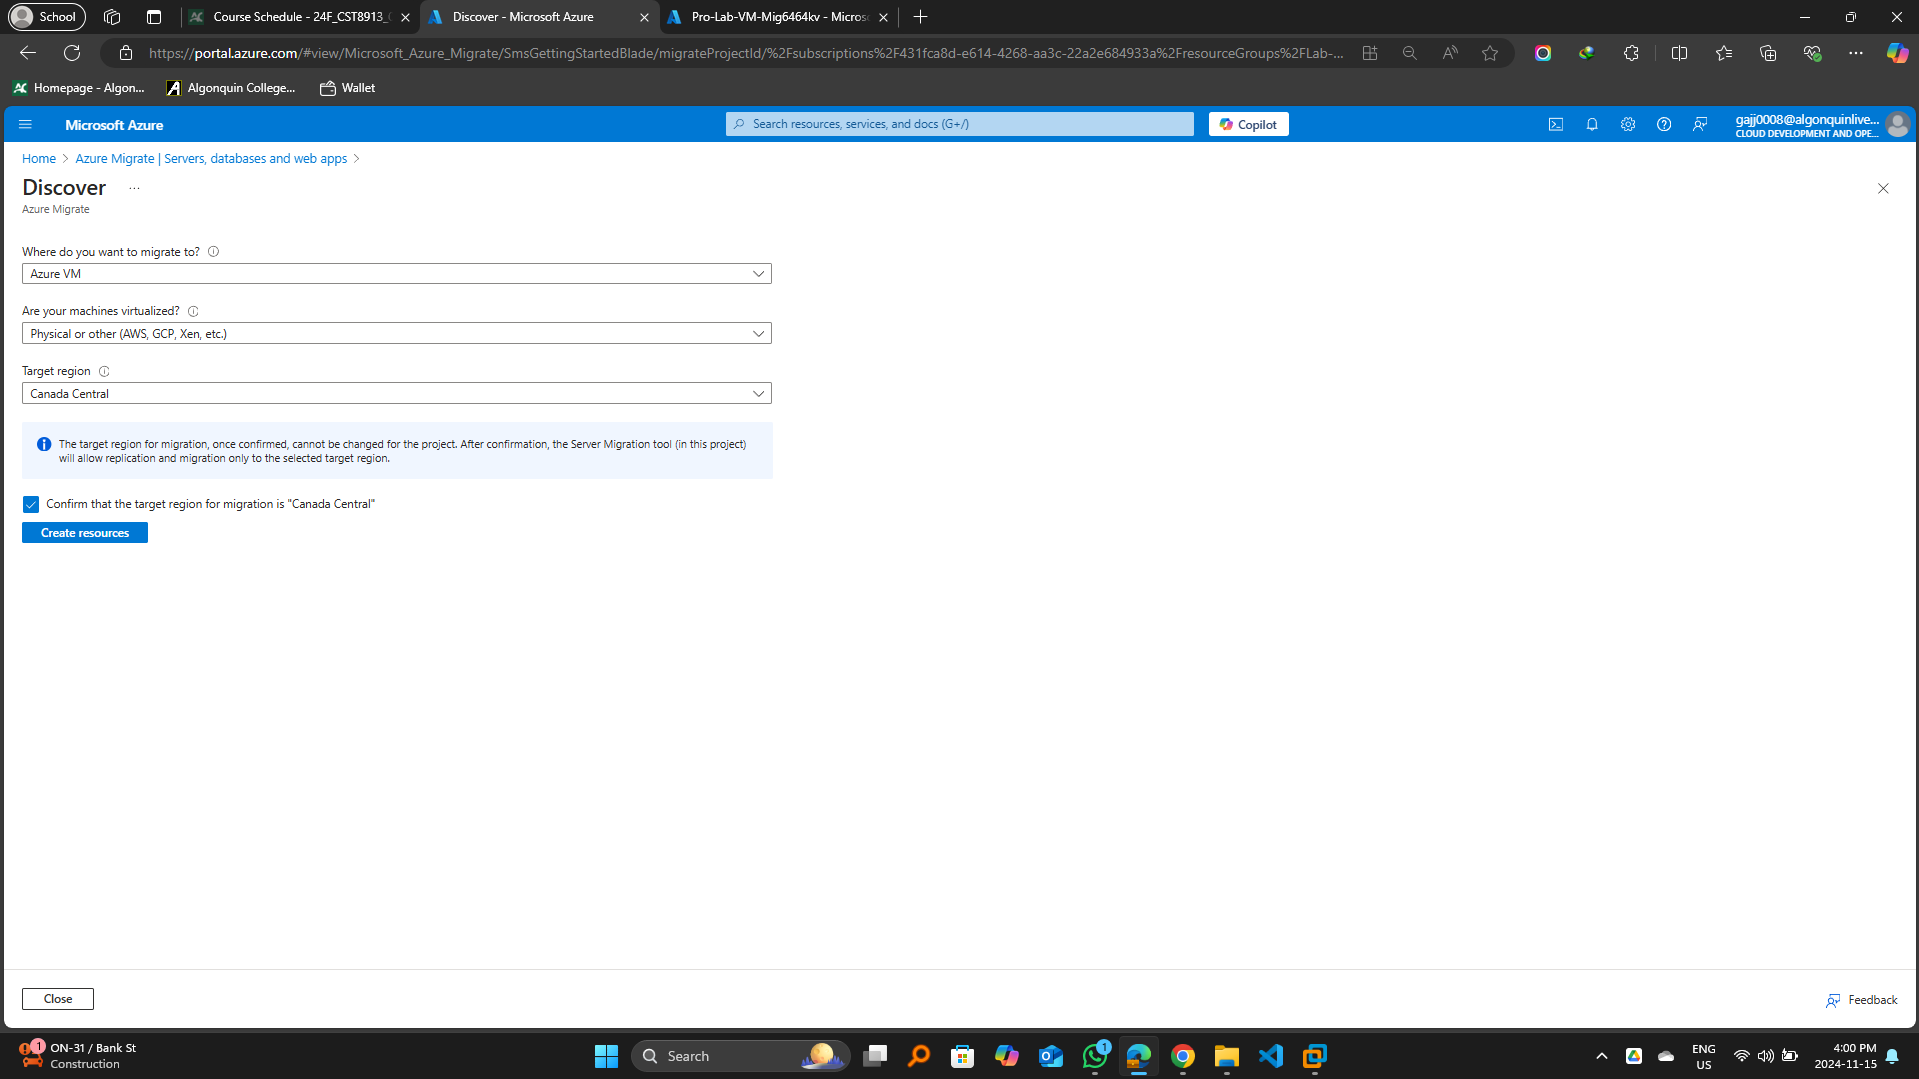 School
Course Schedule - 24F_CST8913_
Discover - Microsoft Azure
Pro-Lab-VM-Mig6464kv - Micros
https://portal.azure.com/#view/Microsoft_Azure_Migrate/SmsGettingStartedBlade/migrateProjectId/%2Fsubscriptions%2F431fca8d-e614-4268-aa3c-22a2e684933a%2FresourceGroups%2FLab-...
Homepage - Algon...
Algonquin College...
Wallet
Microsoft Azure
Search resources, services, and docs (G+/)
Copilot
gajj0008@algonquinlive...
CLOUD DEVELOPMENT AND OPE...
Home > Azure Migrate | Servers, databases and web apps >
Discover ...
Azure Migrate
Where do you want to migrate to?
Azure VM
Are your machines virtualized?
Physical or other (AWS, GCP, Xen, etc.)
Target region
Canada Central
The target region for migration, once confirmed, cannot be changed for the project. After confirmation, the Server Migration tool (in this project)
will allow replication and migration only to the selected target region.
Confirm that the target region for migration is "Canada Central"
Create resources
Close
Feedback
1
ON-31 / Bank St
Construction
Search
1
ENG
US
4:00 PM
2024-11-15